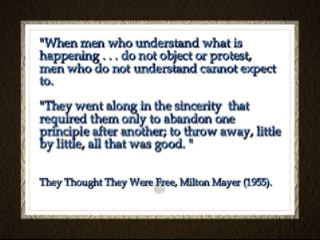 "When men who understand what is
happening . . . do not object or protest,
men who do not understand cannot expect
to.
"They went along in the sincerity that
required them only to abandon one
principle after another; to throw away, little
by little, all that was good. "
They Thought They Were Free, Milton Mayer (1955).